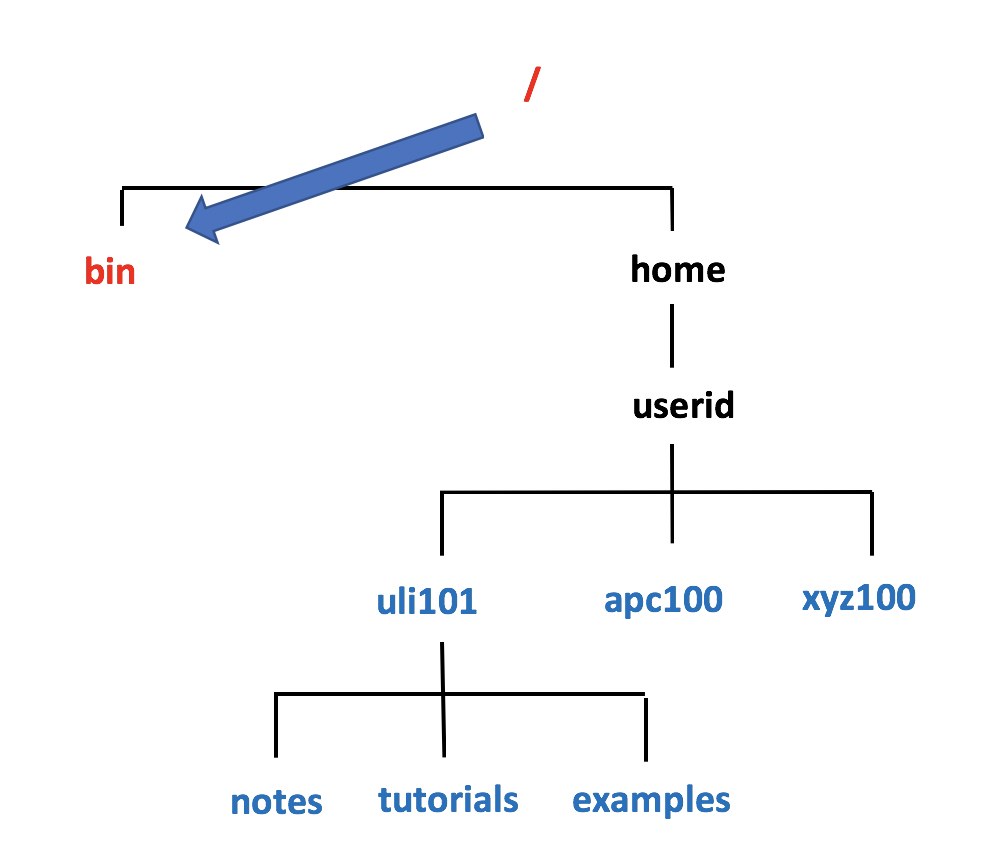 /
bin
home
userid
uli101
apc100
xyz100
notes
tutorials
examples